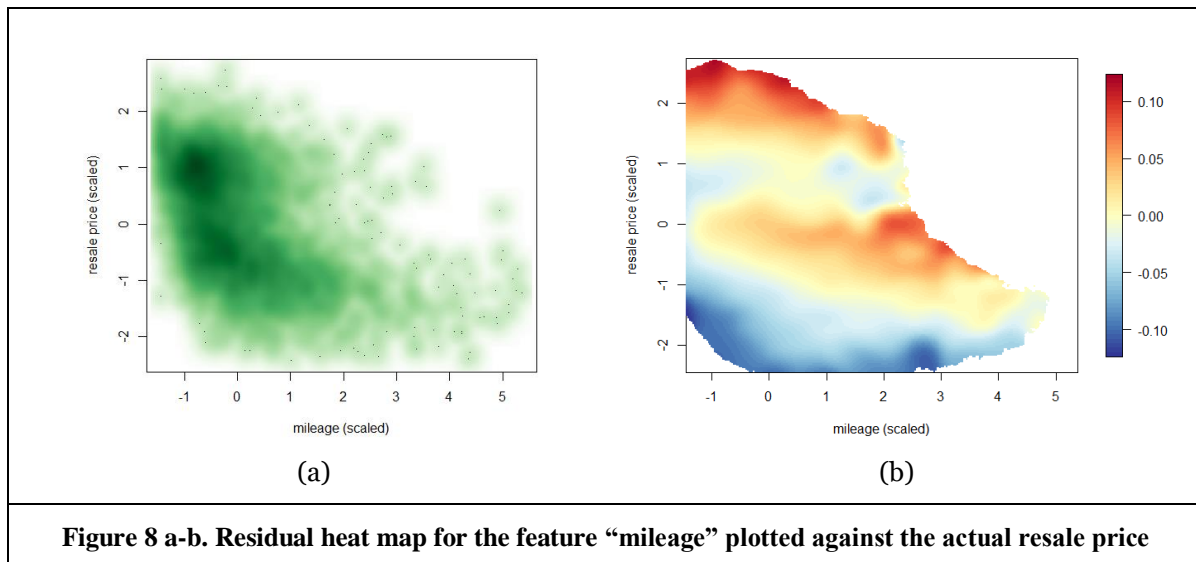 resale price (scaled)
2
1
0
-1
-2
-1 0 1 2 3 4 5
mileage (scaled)
(a)
resale price (scaled)
2
1
0
-1
-2
-1 0 1 2 3 4 5
mileage (scaled)
0.10
0.05
0.00
-0.05
-0.10
(b)
Figure 8 a-b. Residual heat map for the feature “mileage” plotted against the actual resale price